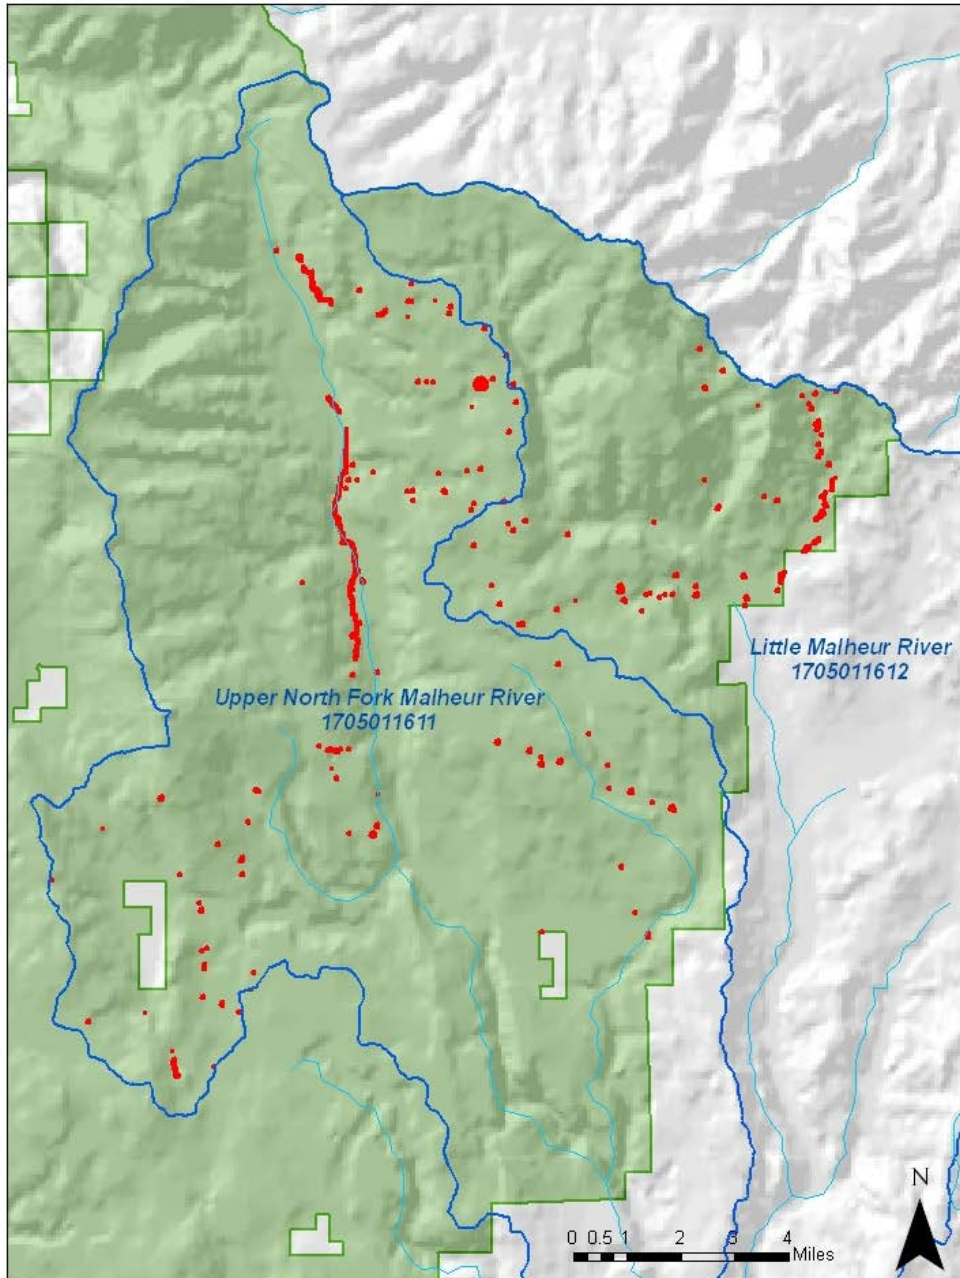 Little Malheur River
1705011612
Upper North Fork Malheur River
1705011611
N
0 0.5 1 2 3 4
Miles